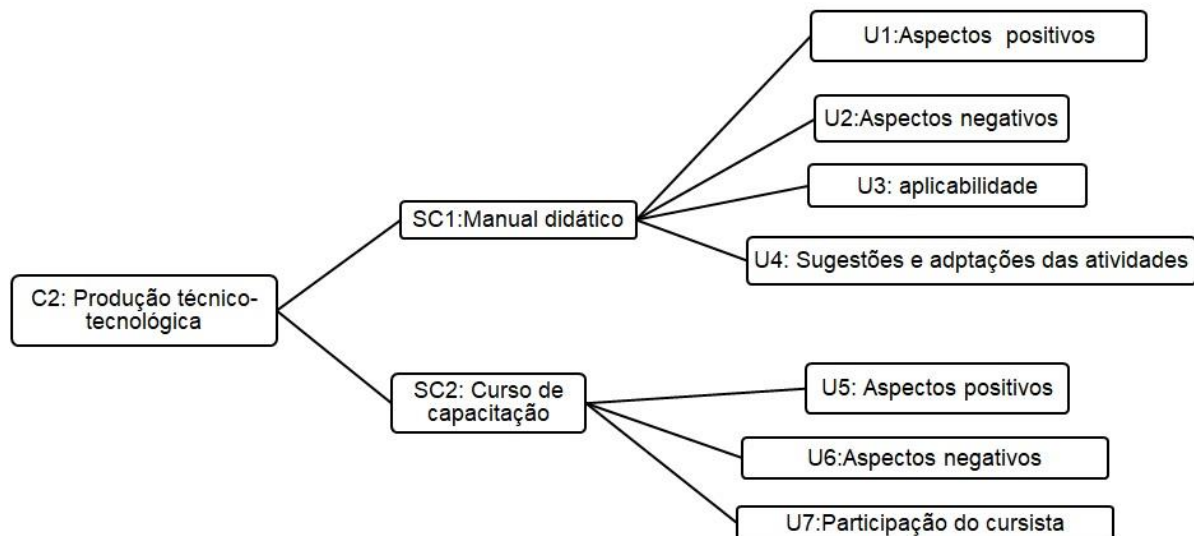 U1:Aspectos positivos
U2:Aspectos negativos
U3: aplicabilidade
SC1:Manual didático
U4: Sugestões e adptações das atividades
C2: Produção técnico-
tecnológica
SC2: Curso de
capacitação
U5: Aspectos positivos
U6:Aspectos negativos
U7:Participação do cursista